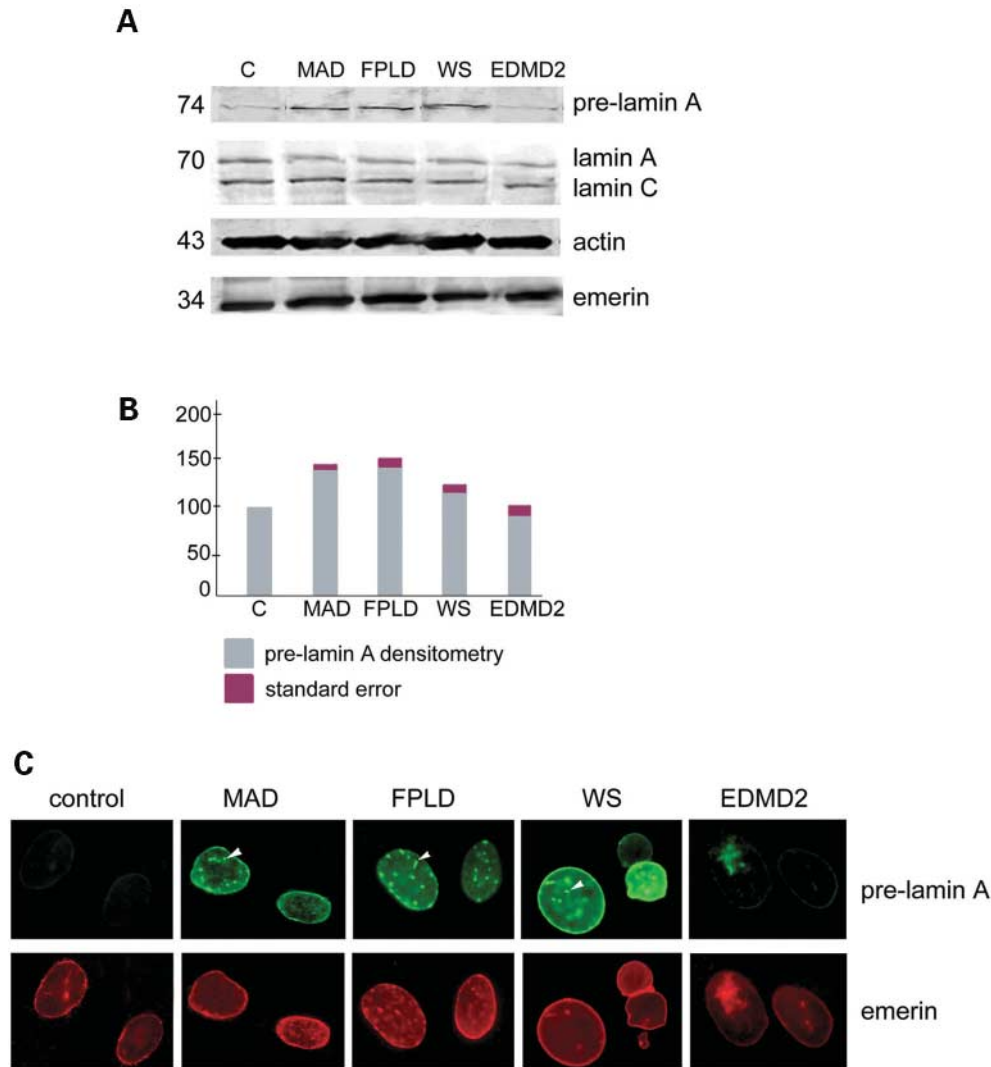 A
C MAD FPLD WS EDMD2
74 pre-lamin A
70 lamin A
lamin C
43 actin
34 emerin
B
200
150
100
50
0
C MAD FPLD WS EDMD2
pre-lamin A densitometry
standard error
C
control MAD FPLD WS EDMD2
pre-lamin A
emerin